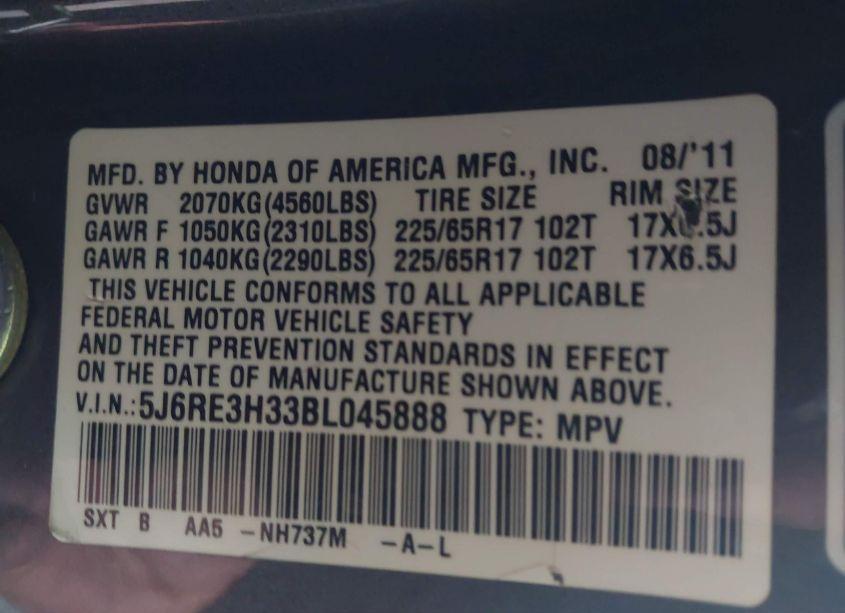 MFD. BY HONDA OF AMERICA MFG., INC. 08/'11
GVWR 2070KG(4560LBS) TIRE SIZE RIM SIZE
GAWR F 1050KG(2310LBS) 225/65R17 102T 17X6.5J
GAWR R 1040KG(2290LBS) 225/65R17 102T 17X6.5J
THIS VEHICLE CONFORMS TO ALL APPLICABLE
FEDERAL MOTOR VEHICLE SAFETY
AND THEFT PREVENTION STANDARDS IN EFFECT
ON THE DATE OF MANUFACTURE SHOWN ABOVE.
V.I.N.:5J6RE3H33BL045888 TYPE: MPV
SXT B AA5 -NH737M -A-L